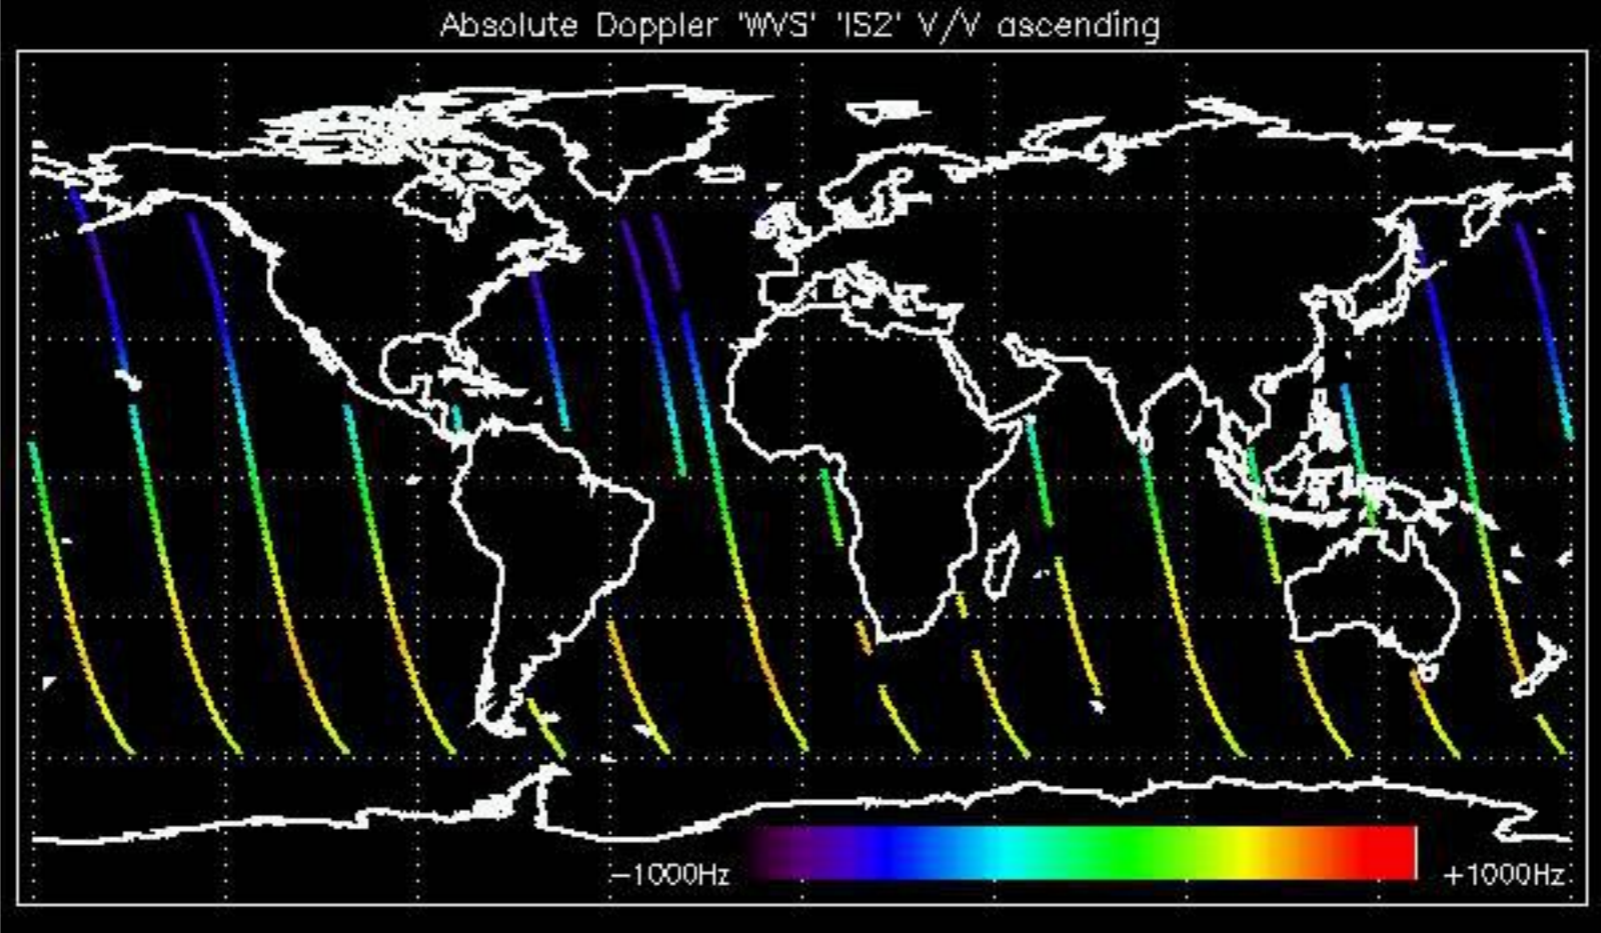 Absolute Doppler 'WVS' 'IS2' V/V ascending
-1000Hz +1000Hz